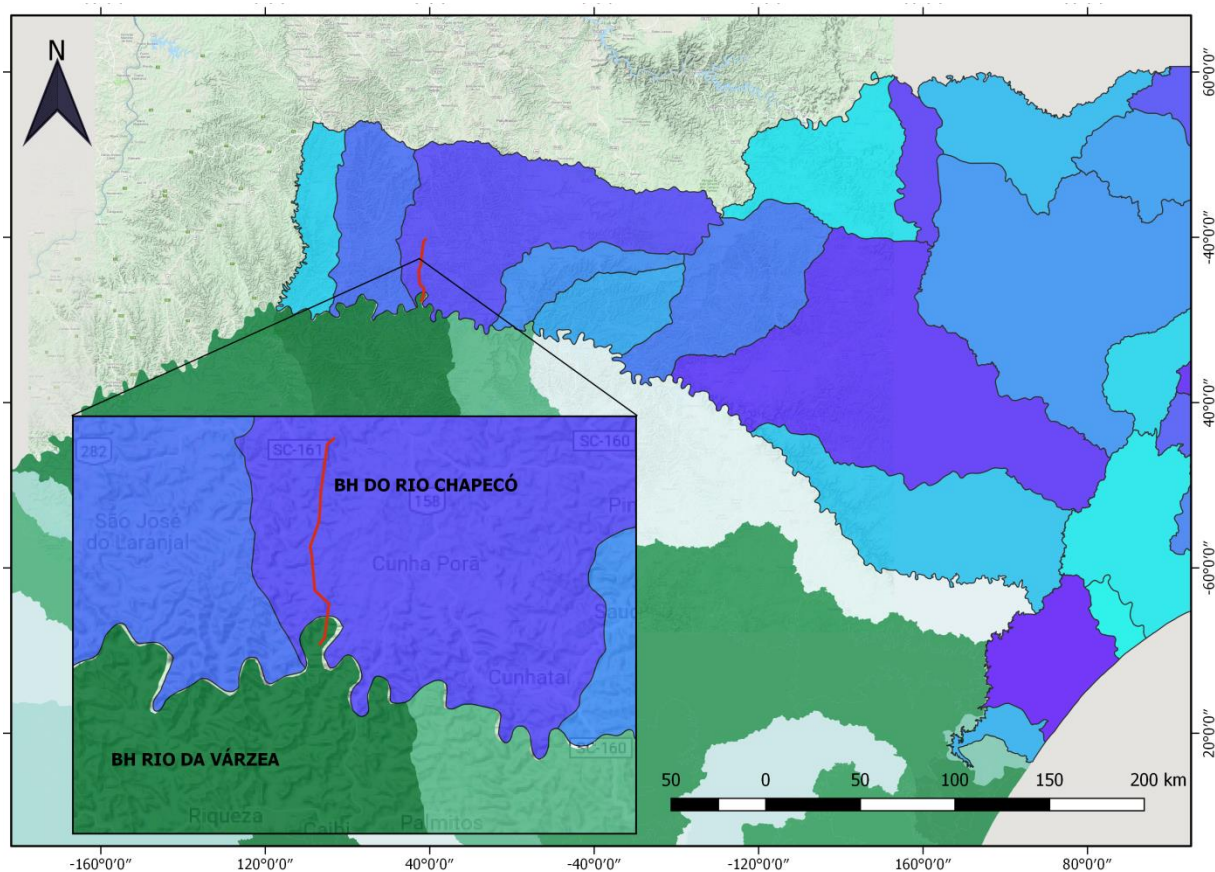 N
60°0'0"
-40°0'0"
40°0'0"
-60°0'0"
20°0'0"
282
SC-161
SC-160
BH DO RIO CHAPECÓ
158
São José
do Laranjal
Cunha Porã
Cunhataí
SC-160
BH RIO DA VÁRZEA
Riqueza
Caibi
Palmitos
50 0 50 100 150 200 km
-160°0'0" 120°0'0" 40°0'0" -40°0'0" -120°0'0" 160°0'0" 80°0'0"